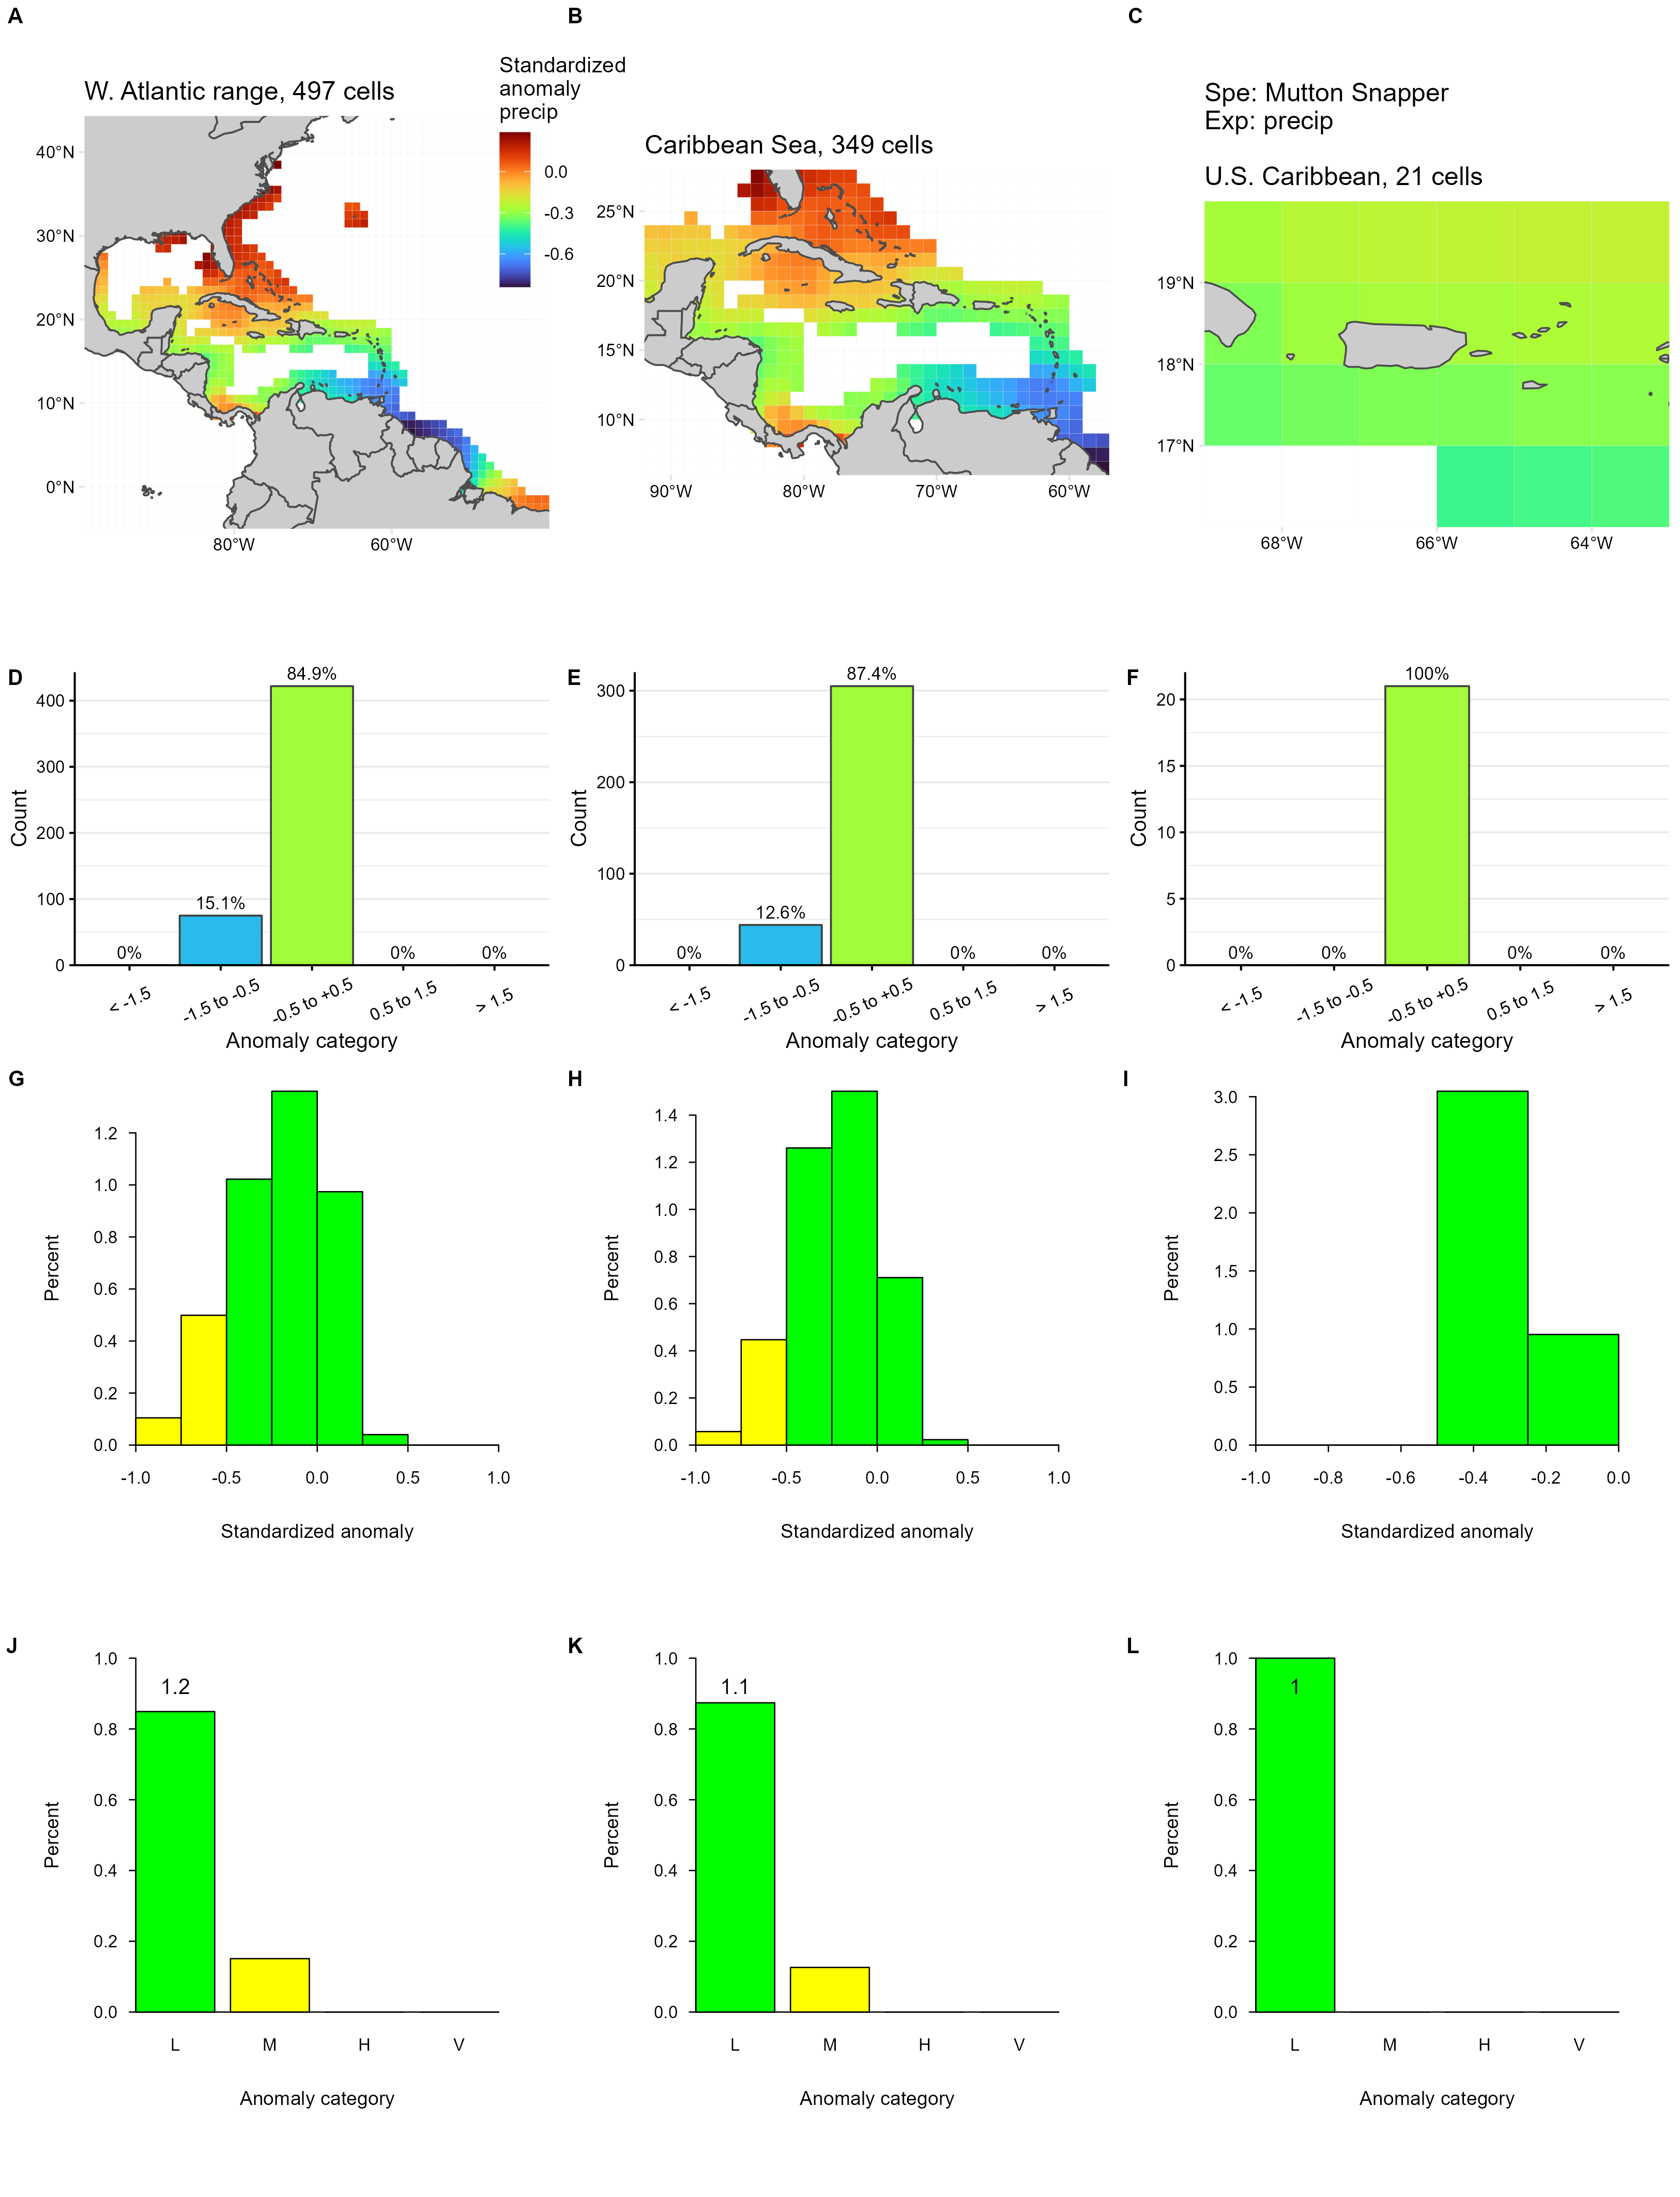 A
B
C
W. Atlantic range, 497 cells
Standardized
anomaly
precip
0.0
-0.3
-0.6
40°N
30°N
20°N
10°N
0°N
80°W
60°W
Caribbean Sea, 349 cells
25°N
20°N
15°N
10°N
90°W
80°W
70°W
60°W
Spe: Mutton Snapper
Exp: precip
U.S. Caribbean, 21 cells
19°N
18°N
17°N
68°W
66°W
64°W
D
Count
400
300
200
100
0
0%
15.1%
84.9%
0%
0%
< -1.5
-1.5 to -0.5
-0.5 to +0.5
0.5 to 1.5
> 1.5
Anomaly category
E
Count
300
200
100
0
0%
12.6%
87.4%
0%
0%
< -1.5
-1.5 to -0.5
-0.5 to +0.5
0.5 to 1.5
> 1.5
Anomaly category
F
Count
20
15
10
5
0
0%
0%
100%
0%
0%
< -1.5
-1.5 to -0.5
-0.5 to +0.5
0.5 to 1.5
> 1.5
Anomaly category
G
Percent
1.2
1.0
0.8
0.6
0.4
0.2
0.0
-1.0
-0.5
0.0
0.5
1.0
Standardized anomaly
H
Percent
1.4
1.2
1.0
0.8
0.6
0.4
0.2
0.0
-1.0
-0.5
0.0
0.5
1.0
Standardized anomaly
I
Percent
3.0
2.5
2.0
1.5
1.0
0.5
0.0
-1.0
-0.8
-0.6
-0.4
-0.2
0.0
Standardized anomaly
J
Percent
1.0
0.8
0.6
0.4
0.2
0.0
1.2
L
M
H
V
Anomaly category
K
Percent
1.0
0.8
0.6
0.4
0.2
0.0
1.1
L
M
H
V
Anomaly category
L
Percent
1.0
0.8
0.6
0.4
0.2
0.0
1
L
M
H
V
Anomaly category